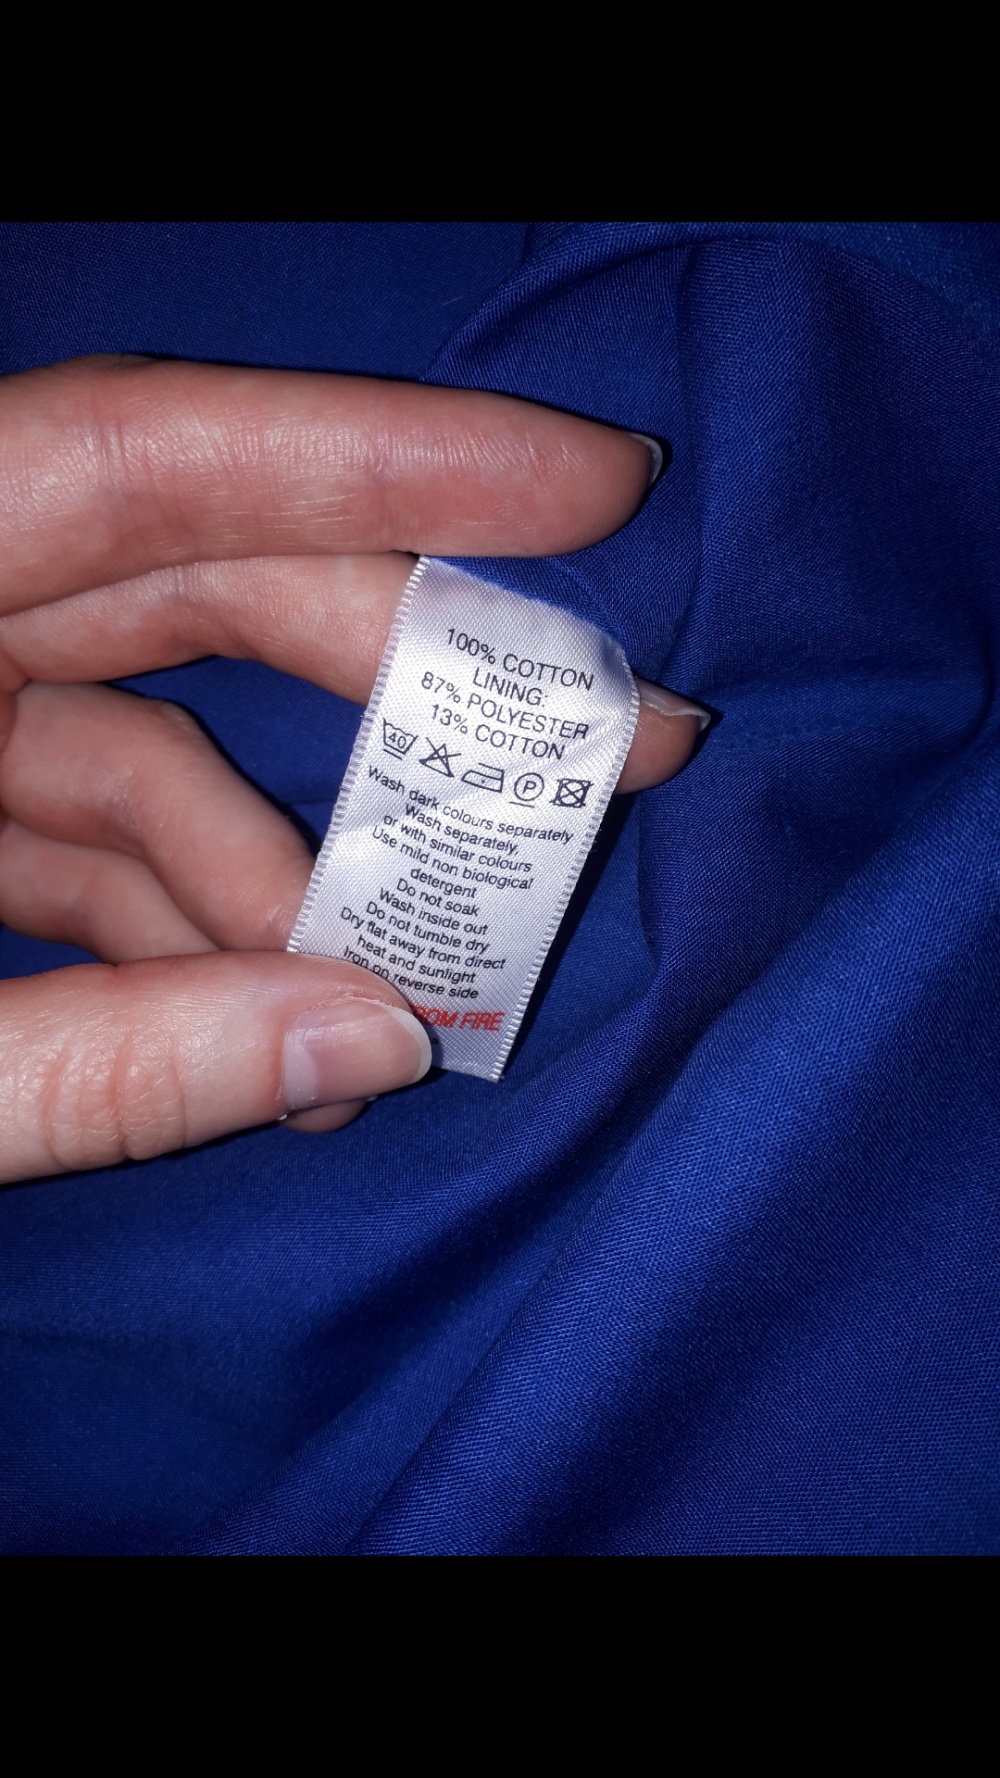 100% COTTON
LINING:
87% POLYESTER
13% COTTON
40 P
Wash dark colours separately
Wash separately,
or with similar colours
Use mild non biological
detergent
Do not soak
Wash inside out
Do not tumble dry
Dry flat away from direct
heat and sunlight
Iron on reverse side
FIRE